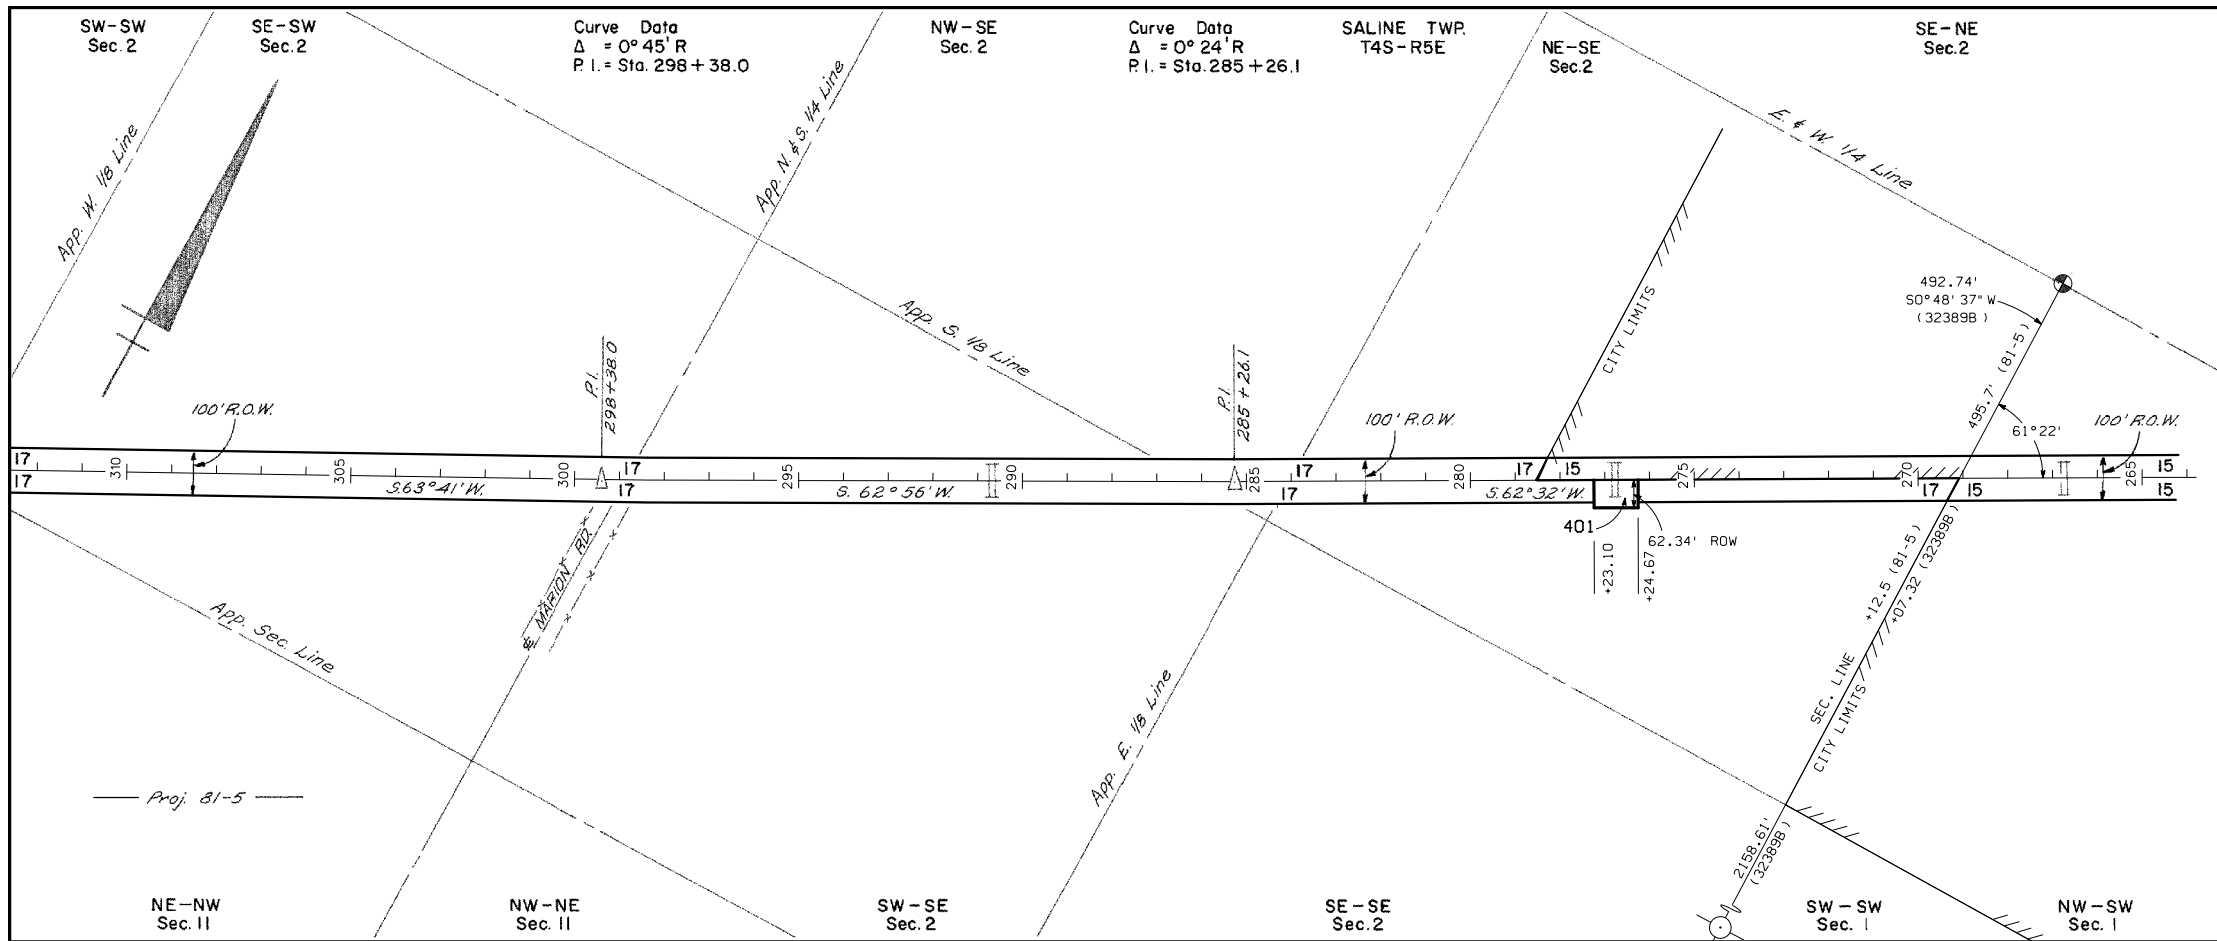 SW-SW
Sec. 2
SE-SW
Sec. 2
Curve Data
Δ = 0° 45' R
P.I. = Sta. 298+38.0
NW-SE
Sec. 2
Curve Data
Δ = 0° 24' R
P.I. = Sta. 285+26.1
SALINE TWP.
T4S-R5E
NE-SE
Sec. 2
SE-NE
Sec. 2
App. W. 1/8 Line
App. N. & S. 1/4 Line
App. S. 1/8 Line
E. & W. 1/4 Line
CITY LIMITS
492.74'
S0°48'37"W
(32389B)
495.7' (81-5)
61°22'
100' R.O.W.
P.I.
298+38.0
P.I.
285+26.1
100' R.O.W.
100' R.O.W.
17
17
17
17
17
17
17
15
17
15
15
15
310
305
300
295
290
285
280
275
270
265
S.63°41'W.
S. 62°56'W.
S.62°32'W.
401
62.34' ROW
+23.10
+24.67
+12.5 (81-5)
+07.32 (32389B)
℄ MARION RD.
App. Sec. Line
App. E. 1/8 Line
SEC. LINE
CITY LIMITS
Proj. 81-5
2158.61'
(32389B)
NE-NW
Sec. 11
NW-NE
Sec. 11
SW-SE
Sec. 2
SE-SE
Sec. 2
SW-SW
Sec. 1
NW-SW
Sec. 1